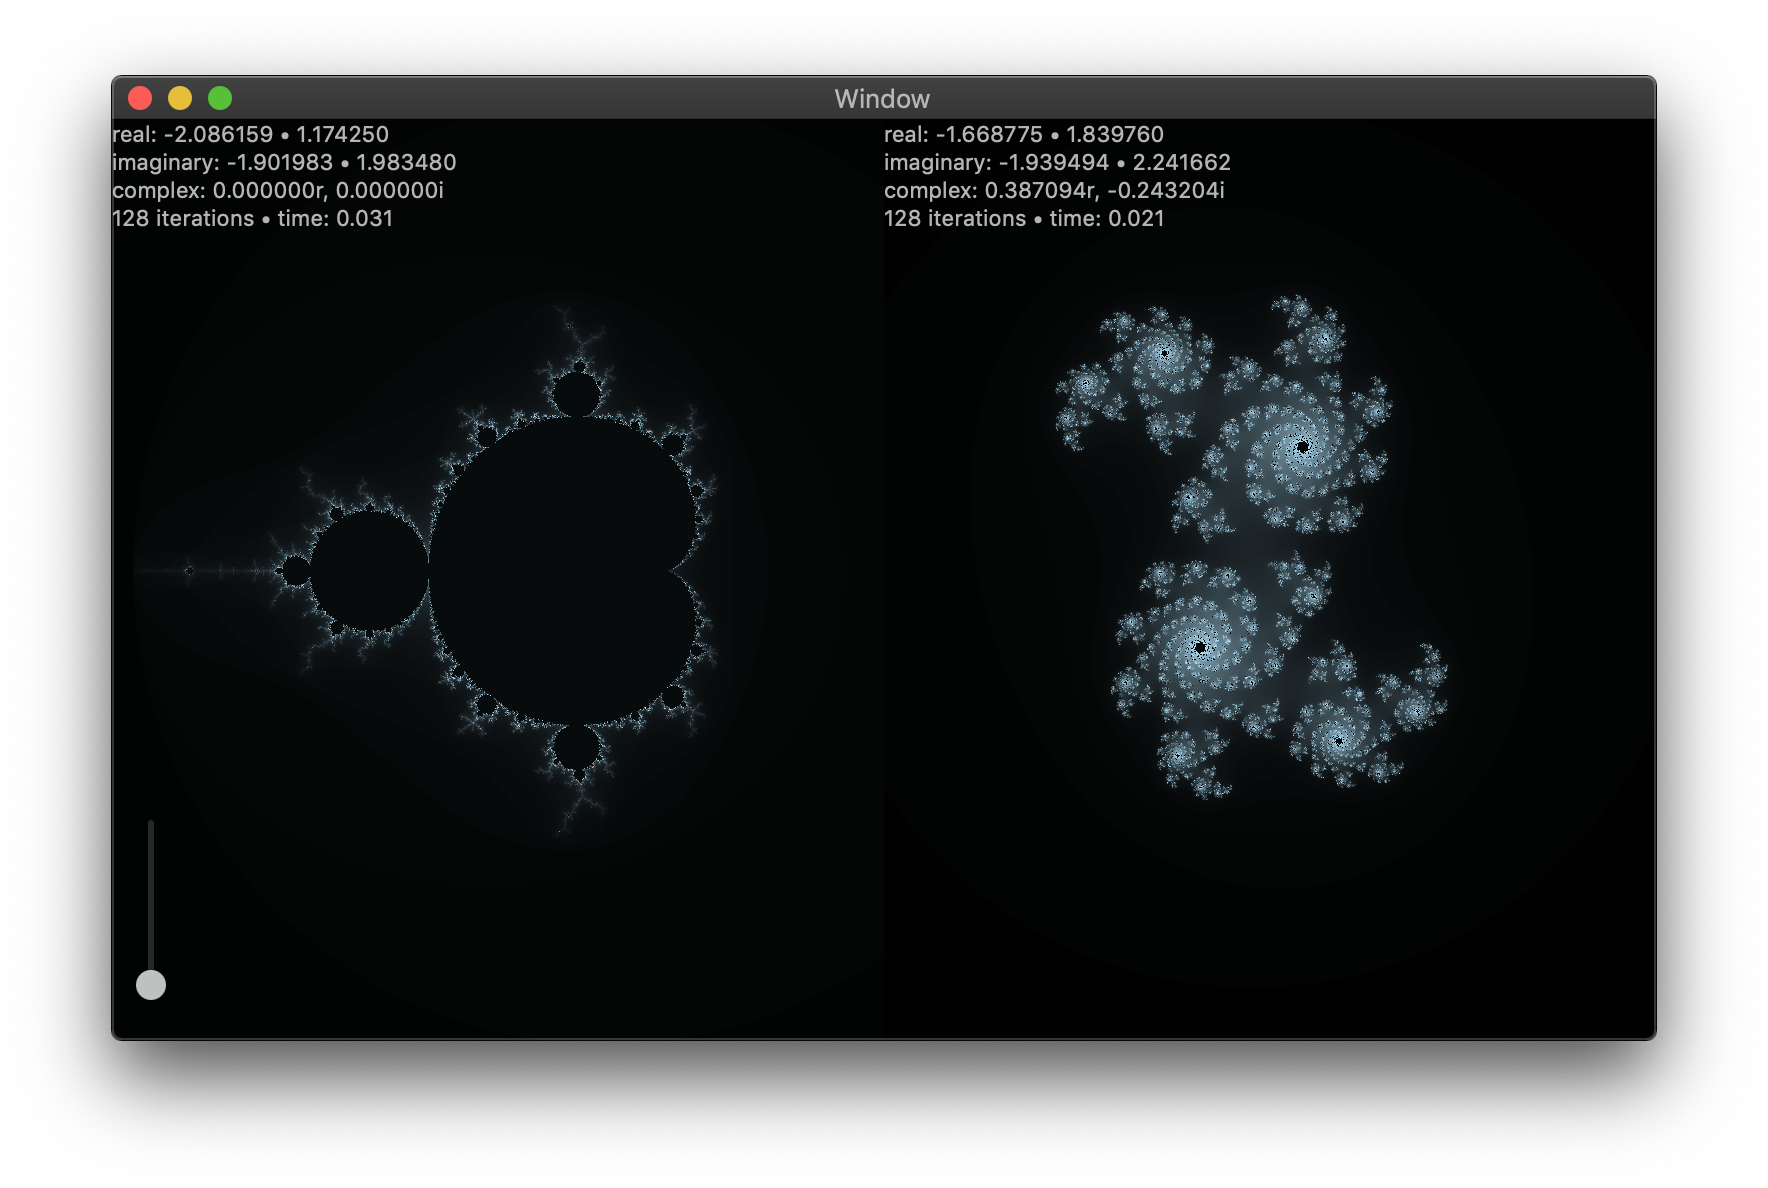 Window
real: -2.086159 • 1.174250
imaginary: -1.901983 • 1.983480
complex: 0.000000r, 0.000000i
128 iterations • time: 0.031
real: -1.668775 • 1.839760
imaginary: -1.939494 • 2.241662
complex: 0.387094r, -0.243204i
128 iterations • time: 0.021